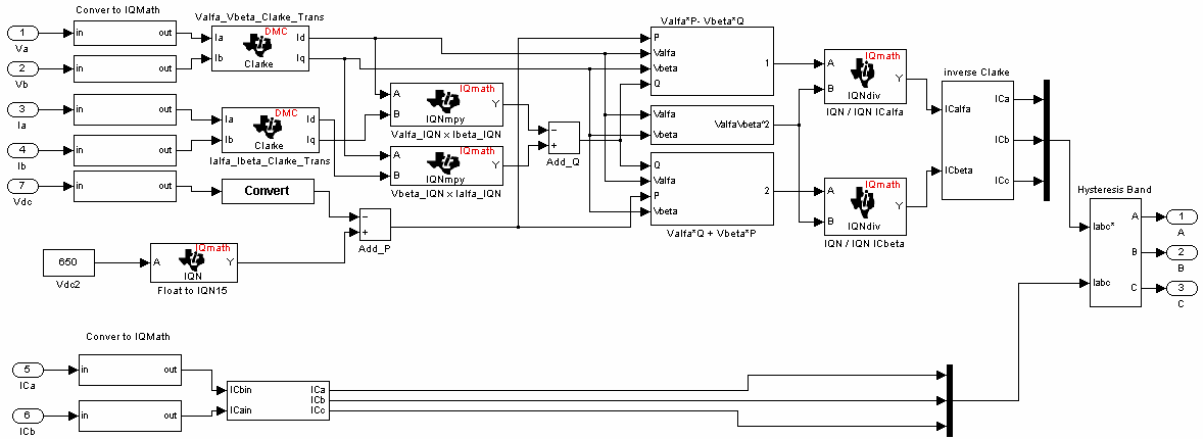 Conver to IQMath
Valfa_Vbeta_Clarke_Trans
Valfa*P- Vbeta*Q
1
Va
in
out
Ia
Ib
DMC
Clarke
Id
Iq
2
Vb
in
out
P
Valfa
Vbeta
Q
1
A
B
IQmath
IQNdiv
Y
IQN / IQN ICalfa
inverse Clarke
ICalfa
ICbeta
ICa
ICb
ICc
3
Ia
in
out
Ia
Ib
DMC
Clarke
Id
Iq
Ialfa_Ibeta_Clarke_Trans
A
B
IQmath
IQNmpy
Y
Valfa_IQN x Ibeta_IQN
Valfa
Vbeta
Valfa\Vbeta^2
4
Ib
in
out
A
B
IQmath
IQNmpy
Y
Vbeta_IQN x Ialfa_IQN
Add_Q
7
Vdc
in
out
Convert
Add_P
Q
Valfa
P
Vbeta
2
Valfa*Q + Vbeta*P
A
B
IQmath
IQNdiv
Y
IQN / IQN ICbeta
Hysteresis Band
Iabc*
Iabc
A
B
C
1
A
2
B
3
C
650
Vdc2
A
IQmath
IQN
Y
Float to IQN15
Conver to IQMath
5
ICa
in
out
ICbin
ICain
ICa
ICb
ICc
6
ICb
in
out